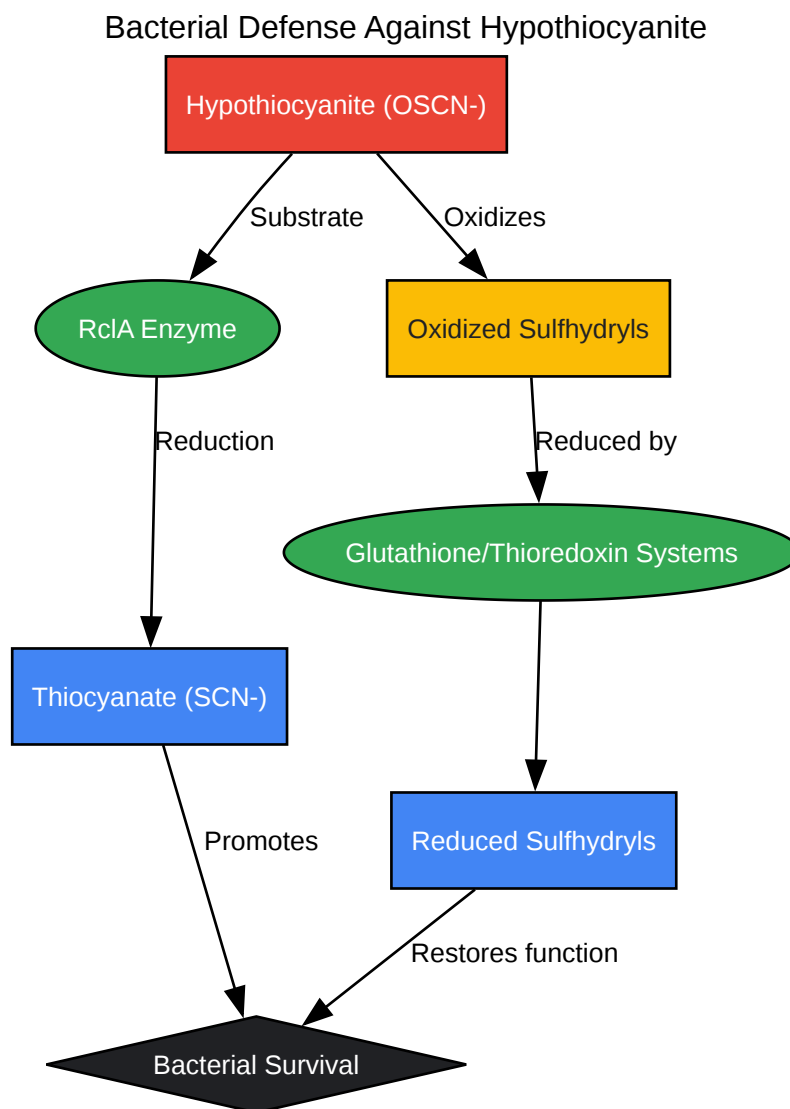 Bacterial Defense Against Hypothiocyanite
Hypothiocyanite (OSCN-)
Substrate
Oxidizes
RclA Enzyme
Oxidized Sulfhydryls
Reduction
Reduced by
Glutathione/Thioredoxin Systems
Thiocyanate (SCN-)
Reduced Sulfhydryls
Promotes
Restores function
Bacterial Survival